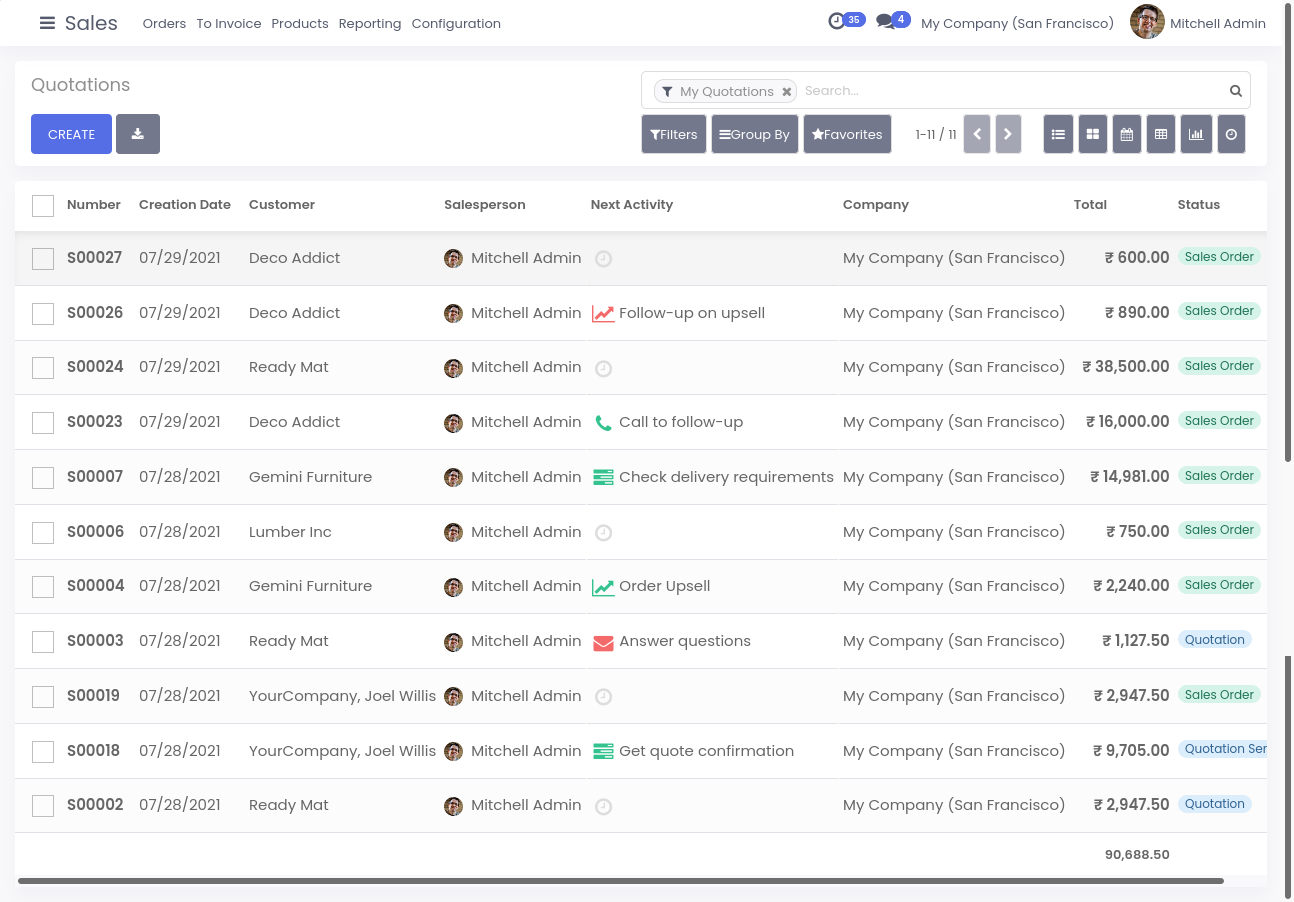 Sales Orders To Invoice Products Reporting Configuration 35 4 My Company (San Francisco) Mitchell Admin
Quotations
My Quotations Search...
CREATE Filters Group By Favorites 1-11 / 11
Number Creation Date Customer Salesperson Next Activity Company Total Status
S00027 07/29/2021 Deco Addict Mitchell Admin My Company (San Francisco) ₹ 600.00 Sales Order
S00026 07/29/2021 Deco Addict Mitchell Admin Follow-up on upsell My Company (San Francisco) ₹ 890.00 Sales Order
S00024 07/29/2021 Ready Mat Mitchell Admin My Company (San Francisco) ₹ 38,500.00 Sales Order
S00023 07/29/2021 Deco Addict Mitchell Admin Call to follow-up My Company (San Francisco) ₹ 16,000.00 Sales Order
S00007 07/28/2021 Gemini Furniture Mitchell Admin Check delivery requirements My Company (San Francisco) ₹ 14,981.00 Sales Order
S00006 07/28/2021 Lumber Inc Mitchell Admin My Company (San Francisco) ₹ 750.00 Sales Order
S00004 07/28/2021 Gemini Furniture Mitchell Admin Order Upsell My Company (San Francisco) ₹ 2,240.00 Sales Order
S00003 07/28/2021 Ready Mat Mitchell Admin Answer questions My Company (San Francisco) ₹ 1,127.50 Quotation
S00019 07/28/2021 YourCompany, Joel Willis Mitchell Admin My Company (San Francisco) ₹ 2,947.50 Sales Order
S00018 07/28/2021 YourCompany, Joel Willis Mitchell Admin Get quote confirmation My Company (San Francisco) ₹ 9,705.00 Quotation Ser
S00002 07/28/2021 Ready Mat Mitchell Admin My Company (San Francisco) ₹ 2,947.50 Quotation
90,688.50